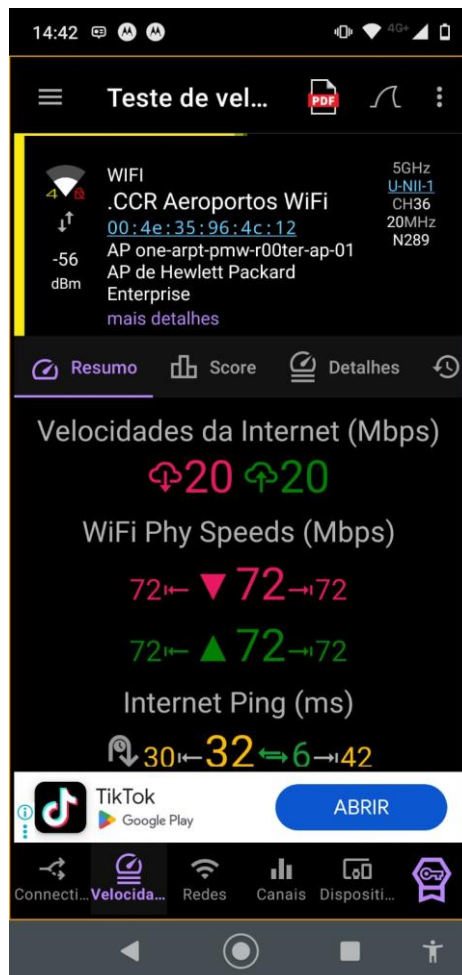 14:42
4G+
Teste de vel...
PDF
WIFI
.CCR Aeroportos WiFi
00:4e:35:96:4c:12
AP one-arpt-pmw-r00ter-ap-01
AP de Hewlett Packard
Enterprise
mais detalhes
4
-56
dBm
5GHz
U-NII-1
CH36
20MHz
N289
Resumo
Score
Detalhes
Velocidades da Internet (Mbps)
20 20
WiFi Phy Speeds (Mbps)
72 72 72
72 72 72
Internet Ping (ms)
30 32 6 42
TikTok
Google Play
ABRIR
Connecti... Velocida... Redes Canais Dispositi...